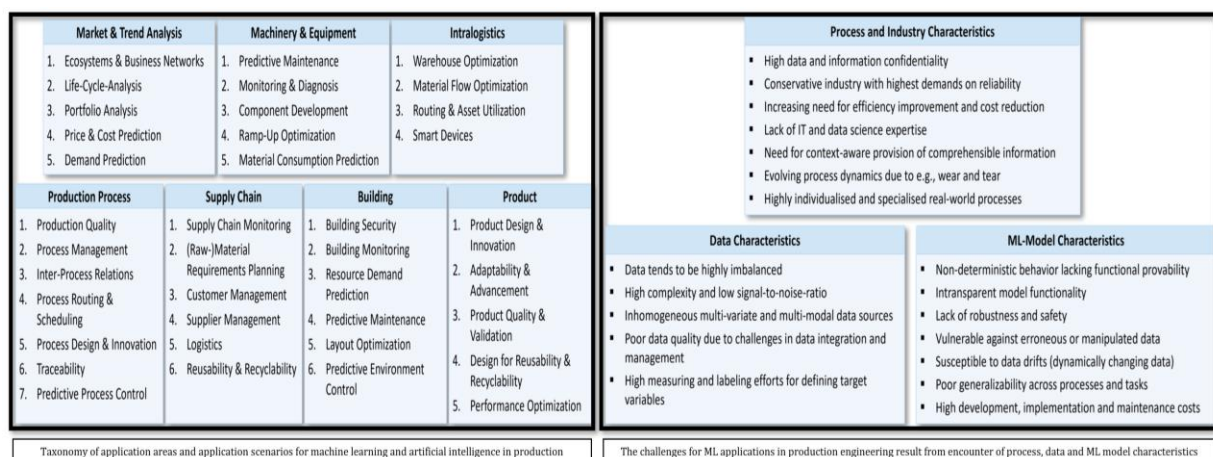 Market & Trend Analysis
1. Ecosystems & Business Networks
2. Life-Cycle-Analysis
3. Portfolio Analysis
4. Price & Cost Prediction
5. Demand Prediction
Machinery & Equipment
1. Predictive Maintenance
2. Monitoring & Diagnosis
3. Component Development
4. Ramp-Up Optimization
5. Material Consumption Prediction
Intralogistics
1. Warehouse Optimization
2. Material Flow Optimization
3. Routing & Asset Utilization
4. Smart Devices
Production Process
1. Production Quality
2. Process Management
3. Inter-Process Relations
4. Process Routing &
Scheduling
5. Process Design & Innovation
6. Traceability
7. Predictive Process Control
Supply Chain
1. Supply Chain Monitoring
2. (Raw-)Material
Requirements Planning
3. Customer Management
4. Supplier Management
5. Logistics
6. Reusability & Recyclability
Building
1. Building Security
2. Building Monitoring
3. Resource Demand
Prediction
4. Predictive Maintenance
5. Layout Optimization
6. Predictive Environment
Control
Product
1. Product Design &
Innovation
2. Adaptability &
Advancement
3. Product Quality &
Validation
4. Design for Reusability &
Recyclability
5. Performance Optimization
Taxonomy of application areas and application scenarios for machine learning and artificial intelligence in production
Process and Industry Characteristics
▪ High data and information confidentiality
▪ Conservative industry with highest demands on reliability
▪ Increasing need for efficiency improvement and cost reduction
▪ Lack of IT and data science expertise
▪ Need for context-aware provision of comprehensible information
▪ Evolving process dynamics due to e.g., wear and tear
▪ Highly individualised and specialised real-world processes
Data Characteristics
▪ Data tends to be highly imbalanced
▪ High complexity and low signal-to-noise-ratio
▪ Inhomogeneous multi-variate and multi-modal data sources
▪ Poor data quality due to challenges in data integration and
management
▪ High measuring and labeling efforts for defining target
variables
ML-Model Characteristics
▪ Non-deterministic behavior lacking functional provability
▪ Intransparent model functionality
▪ Lack of robustness and safety
▪ Vulnerable against erroneous or manipulated data
▪ Susceptible to data drifts (dynamically changing data)
▪ Poor generalizability across processes and tasks
▪ High development, implementation and maintenance costs
The challenges for ML applications in production engineering result from encounter of process, data and ML model characteristics